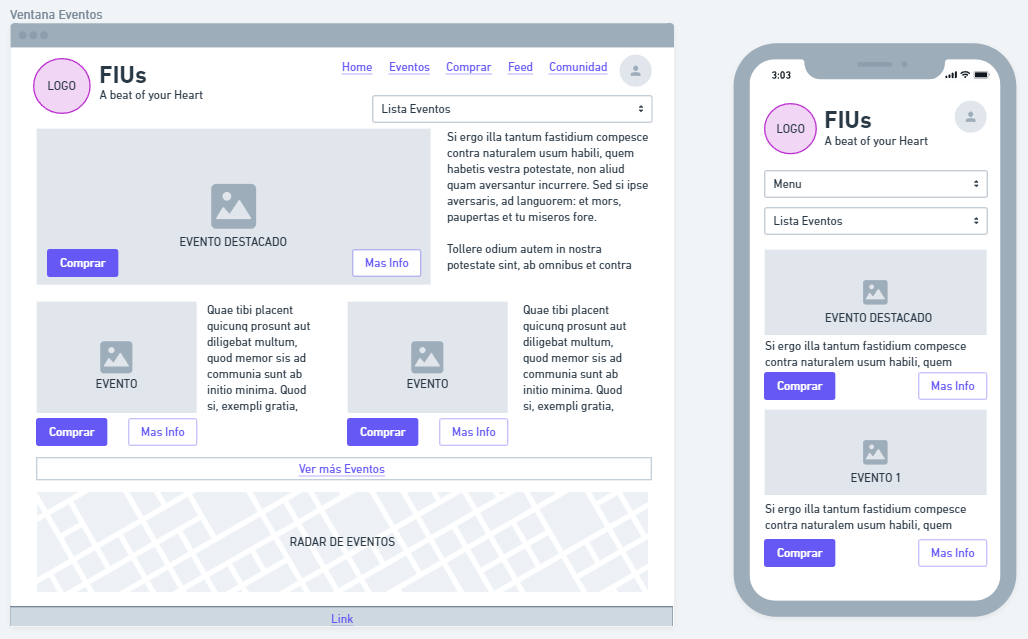 Ventana Eventos
LOGO
FIUs
A beat of your Heart
Home Eventos Comprar Feed Comunidad
Lista Eventos
EVENTO DESTACADO
Comprar
Mas Info
Si ergo illa tantum fastidium compesce
contra naturalem usum habili, quem
habetis vestra potestate, non aliud
quam aversantur incurrere. Sed si ipse
aversaris, ad languorem: et mors,
paupertas et tu miseros fore.
Tollere odium autem in nostra
potestate sint, ab omnibus et contra
EVENTO
Comprar
Mas Info
Quae tibi placent
quicunq prosunt aut
diligebat multum,
quod memor sis ad
communia sunt ab
initio minima. Quod
si, exempli gratia,
EVENTO
Comprar
Mas Info
Quae tibi placent
quicunq prosunt aut
diligebat multum,
quod memor sis ad
communia sunt ab
initio minima. Quod
si, exempli gratia,
Ver más Eventos
RADAR DE EVENTOS
Link
3:03
LOGO
FIUs
A beat of your Heart
Menu
Lista Eventos
EVENTO DESTACADO
Si ergo illa tantum fastidium compesce
contra naturalem usum habili, quem
Comprar
Mas Info
EVENTO 1
Si ergo illa tantum fastidium compesce
contra naturalem usum habili, quem
Comprar
Mas Info